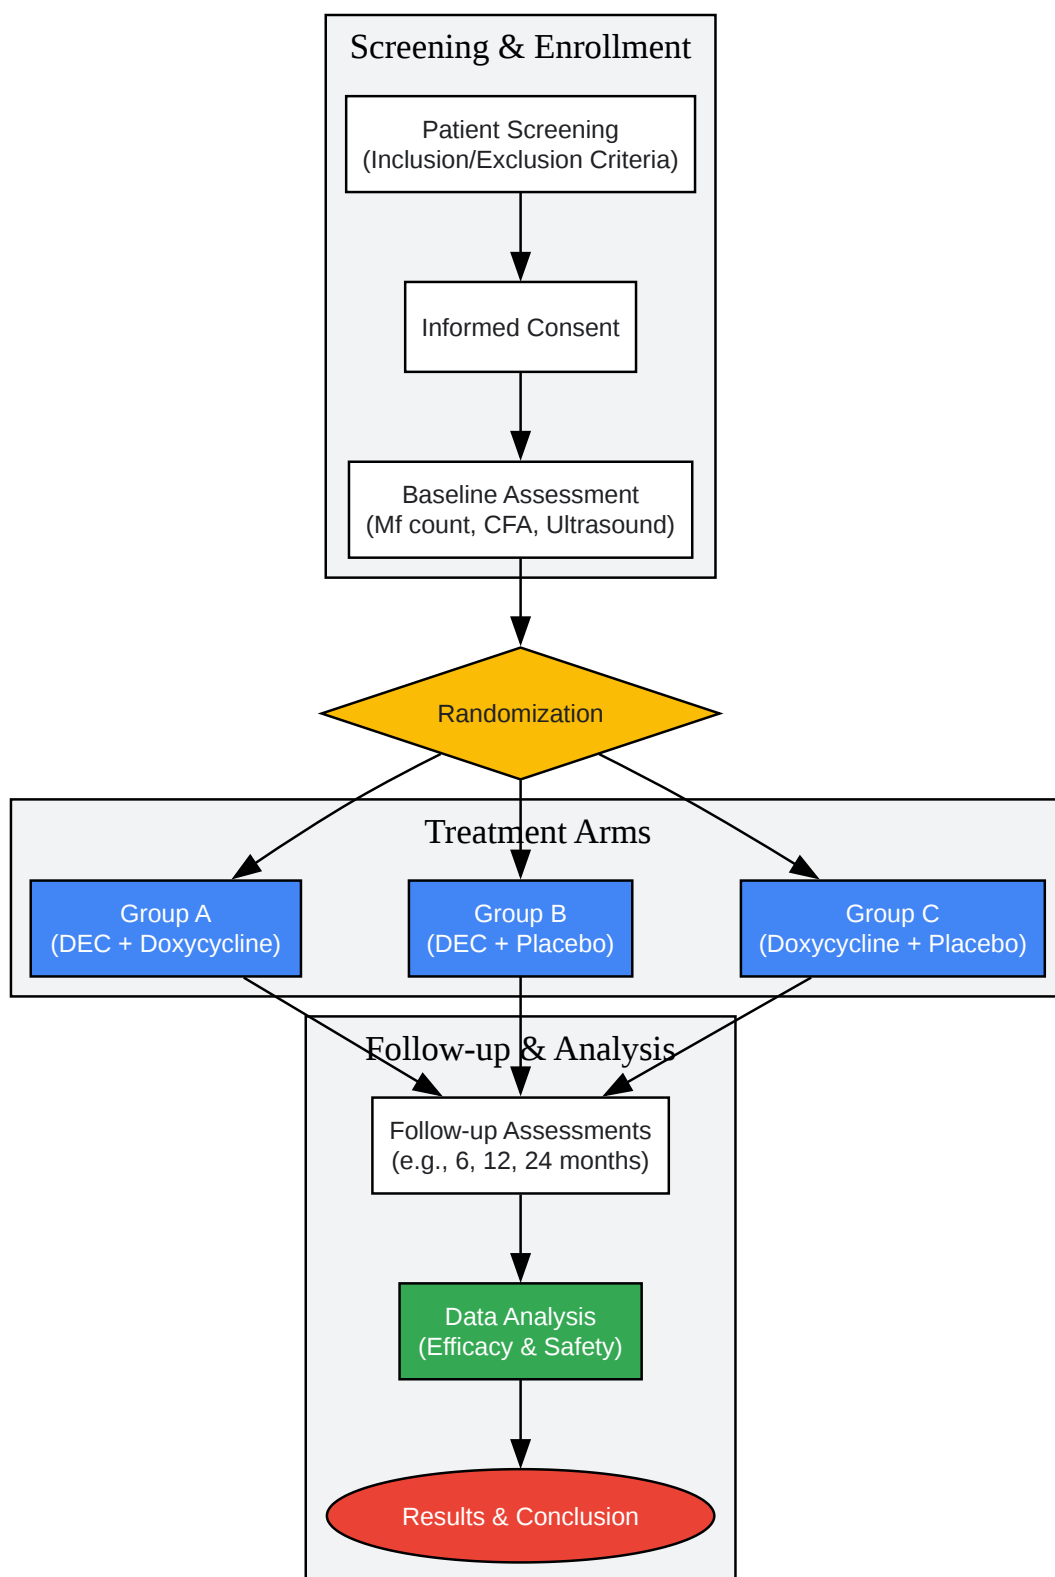 Screening & Enrollment
Patient Screening
(Inclusion/Exclusion Criteria)
Informed Consent
Baseline Assessment
(Mf count, CFA, Ultrasound)
Randomization
Treatment Arms
Group A
(DEC + Doxycycline)
Group B
(DEC + Placebo)
Group C
(Doxycycline + Placebo)
Follow-up & Analysis
Follow-up Assessments
(e.g., 6, 12, 24 months)
Data Analysis
(Efficacy & Safety)
Results & Conclusion